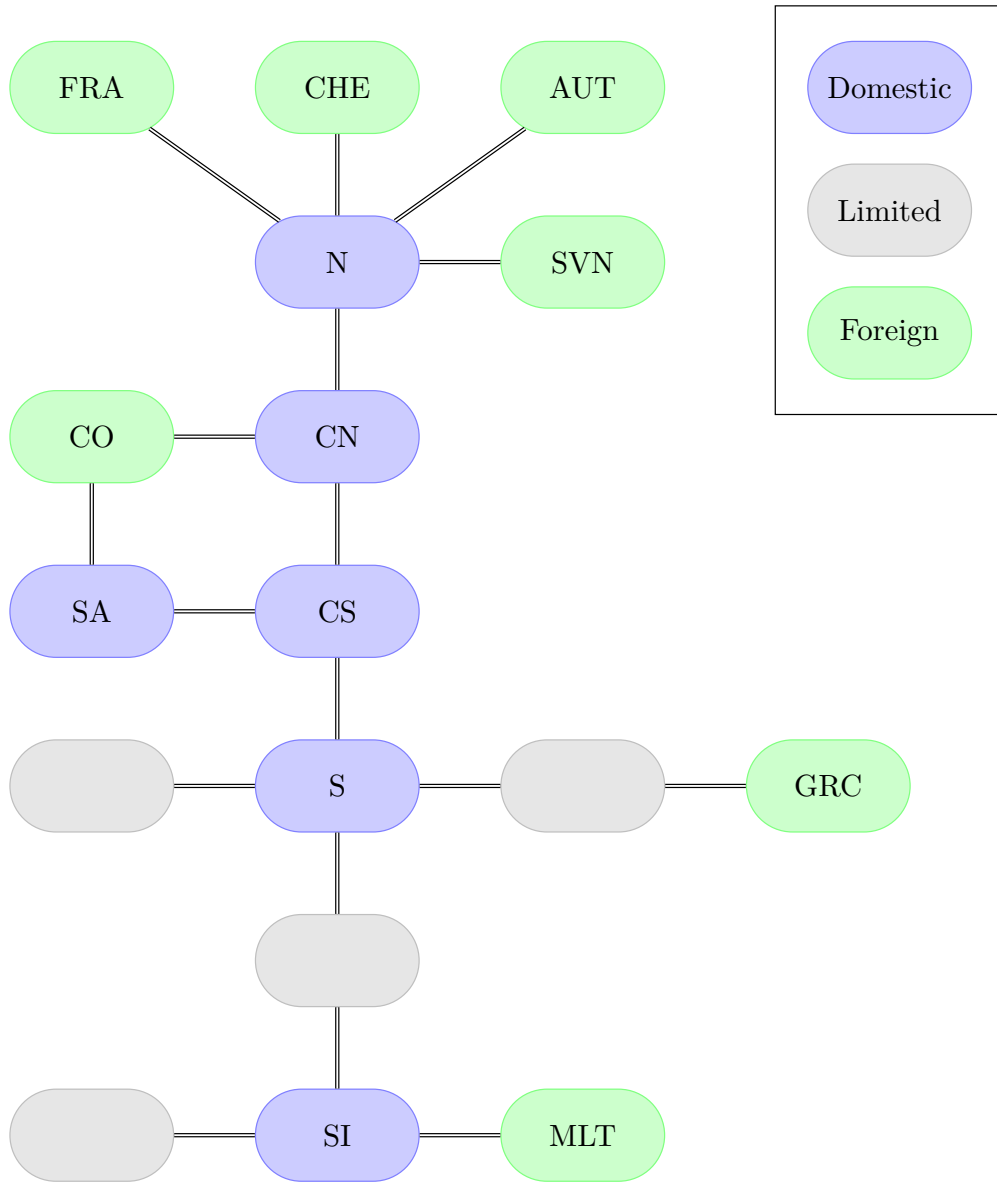 FRA
CHE
AUT
Domestic
Limited
Foreign
N
SVN
CO
CN
SA
CS
S
GRC
SI
MLT